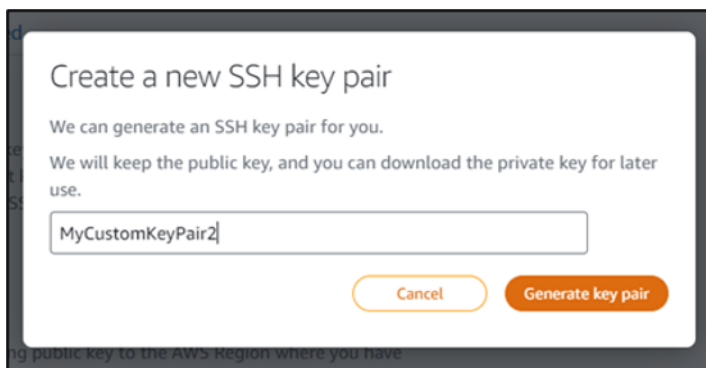 ed
Create a new SSH key pair
We can generate an SSH key pair for you.
We will keep the public key, and you can download the private key for later
use.
MyCustomKeyPair2
Cancel Generate key pair
ng public key to the AWS Region where you have